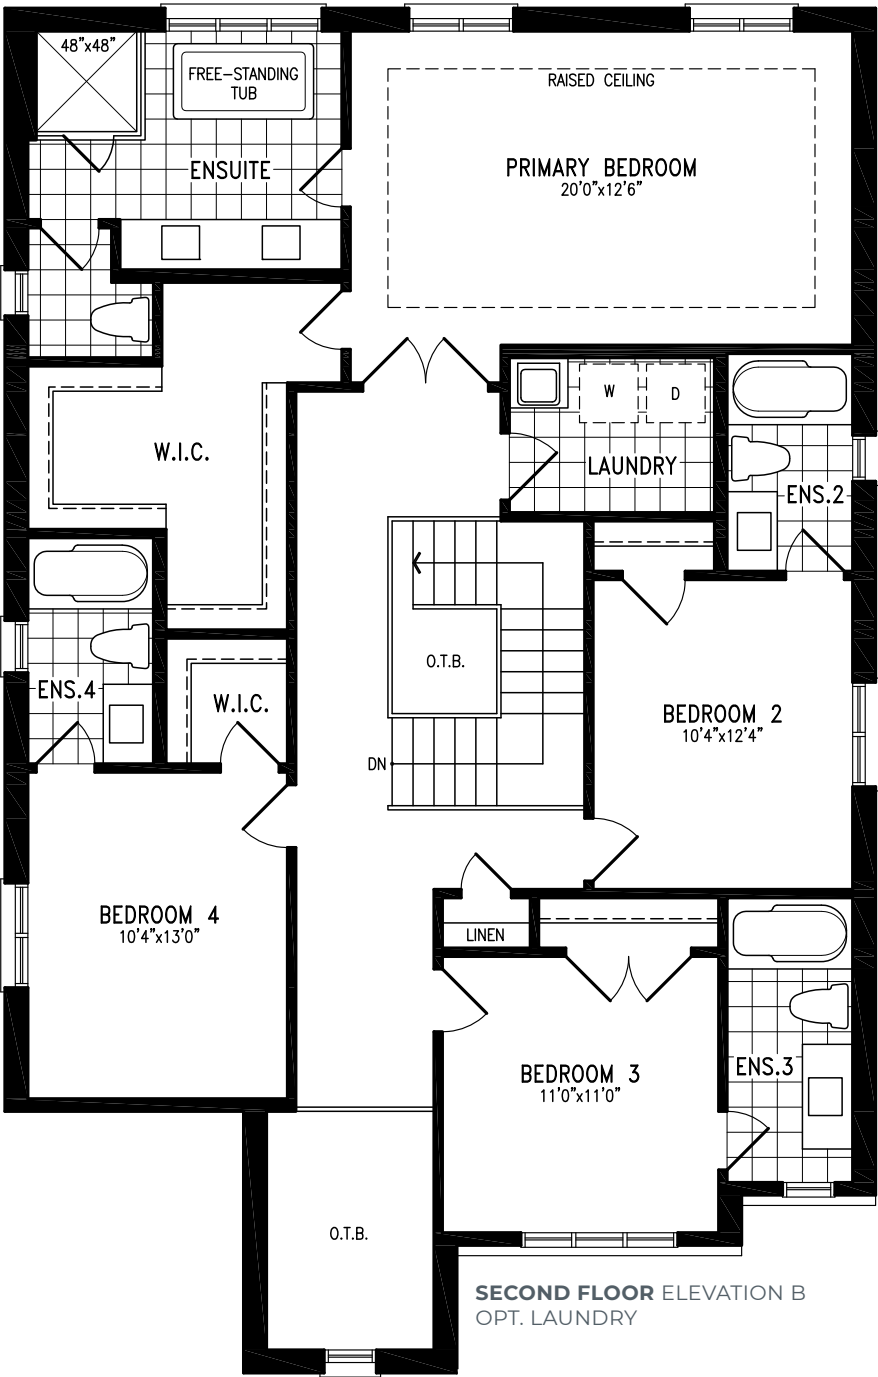 48"x48"
FREE-STANDING
TUB
RAISED CEILING
ENSUITE
PRIMARY BEDROOM
20'0"x12'6"
W
D
W.I.C.
LAUNDRY
ENS.2
O.T.B.
ENS.4
W.I.C.
BEDROOM 2
10'4"x12'4"
DN
BEDROOM 4
10'4"x13'0"
LINEN
ENS.3
BEDROOM 3
11'0"x11'0"
O.T.B.
SECOND FLOOR ELEVATION B
OPT. LAUNDRY